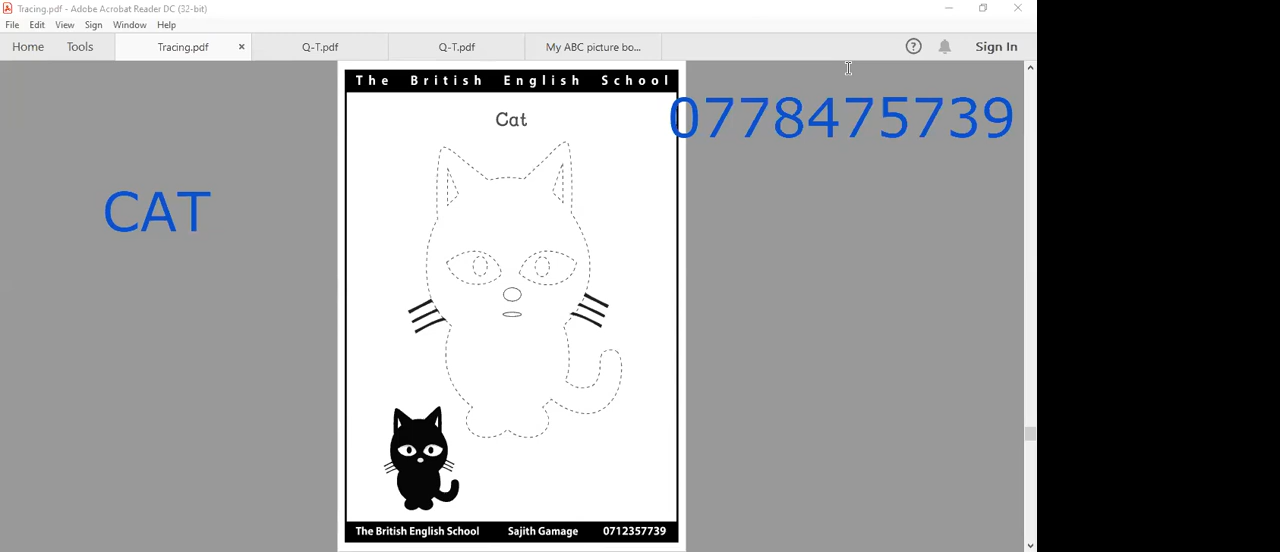 Tracing.pdf - Adobe Acrobat Reader DC (32-bit)
File Edit View Sign Window Help
Home Tools Tracing.pdf × Q-T.pdf Q-T.pdf My ABC picture bo... ? Sign In
The British English School
Cat
0778475739
CAT
The British English School Sajith Gamage 0712357739